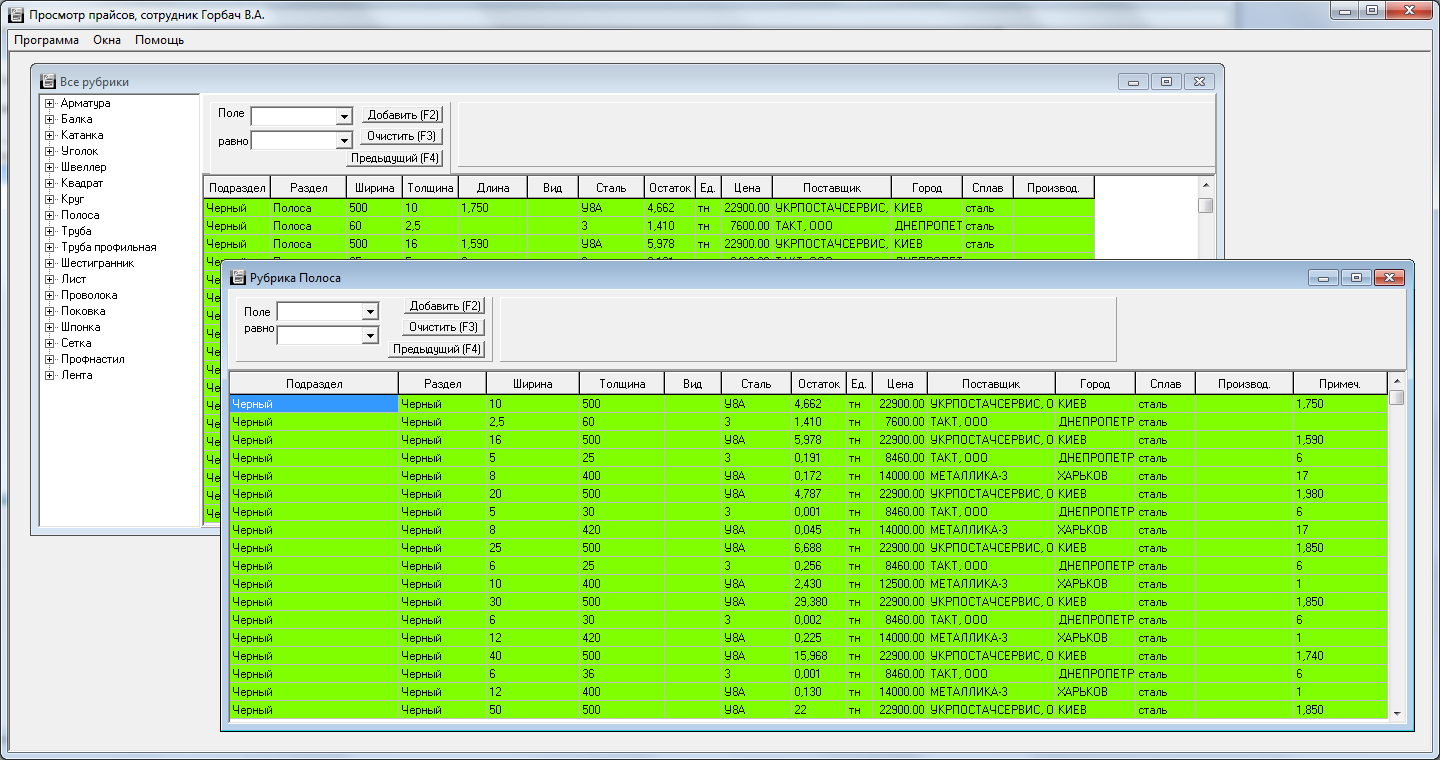 Просмотр прайсов, сотрудник Горбач В.А.
Программа Окна Помощь
Все рубрики
Арматура
Балка
Катанка
Уголок
Швеллер
Квадрат
Круг
Полоса
Труба
Труба профильная
Шестигранник
Лист
Проволока
Поковка
Шпонка
Сетка
Профнастил
Лента
Поле Добавить (F2)
равно Очистить (F3)
Предыдущий (F4)
Подраздел Раздел Ширина Толщина Длина Вид Сталь Остаток Ед. Цена Поставщик Город Сплав Производ.
Черный Полоса 500 10 1,750 У8А 4,662 тн 22900.00 УКРПОСТАЧСЕРВИС, КИЕВ сталь
Черный Полоса 60 2,5 3 1,410 тн 7600.00 ТАКТ, ООО ДНЕПРОПЕТ сталь
Черный Полоса 500 16 1,590 У8А 5,978 тн 22900.00 УКРПОСТАЧСЕРВИС, КИЕВ сталь
Рубрика Полоса
Поле Добавить (F2)
равно Очистить (F3)
Предыдущий (F4)
Подраздел Раздел Ширина Толщина Вид Сталь Остаток Ед. Цена Поставщик Город Сплав Производ. Примеч.
Черный Черный 10 500 У8А 4,662 тн 22900.00 УКРПОСТАЧСЕРВИС, О КИЕВ сталь 1,750
Черный Черный 2,5 60 3 1,410 тн 7600.00 ТАКТ, ООО ДНЕПРОПЕТР сталь
Черный Черный 16 500 У8А 5,978 тн 22900.00 УКРПОСТАЧСЕРВИС, О КИЕВ сталь 1,590
Черный Черный 5 25 3 0,191 тн 8460.00 ТАКТ, ООО ДНЕПРОПЕТР сталь 6
Черный Черный 8 400 У8А 0,172 тн 14000.00 МЕТАЛЛИКА-3 ХАРЬКОВ сталь 17
Черный Черный 20 500 У8А 4,787 тн 22900.00 УКРПОСТАЧСЕРВИС, О КИЕВ сталь 1,980
Черный Черный 5 30 3 0,001 тн 8460.00 ТАКТ, ООО ДНЕПРОПЕТР сталь 6
Черный Черный 8 420 У8А 0,045 тн 14000.00 МЕТАЛЛИКА-3 ХАРЬКОВ сталь 17
Черный Черный 25 500 У8А 6,688 тн 22900.00 УКРПОСТАЧСЕРВИС, О КИЕВ сталь 1,850
Черный Черный 6 25 3 0,256 тн 8460.00 ТАКТ, ООО ДНЕПРОПЕТР сталь 6
Черный Черный 10 400 У8А 2,430 тн 12500.00 МЕТАЛЛИКА-3 ХАРЬКОВ сталь 1
Черный Черный 30 500 У8А 29,380 тн 22900.00 УКРПОСТАЧСЕРВИС, О КИЕВ сталь 1,850
Черный Черный 6 30 3 0,002 тн 8460.00 ТАКТ, ООО ДНЕПРОПЕТР сталь 6
Черный Черный 12 420 У8А 0,225 тн 14000.00 МЕТАЛЛИКА-3 ХАРЬКОВ сталь 1
Черный Черный 40 500 У8А 15,968 тн 22900.00 УКРПОСТАЧСЕРВИС, О КИЕВ сталь 1,740
Черный Черный 6 36 3 0,001 тн 8460.00 ТАКТ, ООО ДНЕПРОПЕТР сталь 6
Черный Черный 12 400 У8А 0,130 тн 14000.00 МЕТАЛЛИКА-3 ХАРЬКОВ сталь 1
Черный Черный 50 500 У8А 22 тн 22900.00 УКРПОСТАЧСЕРВИС, О КИЕВ сталь 1,850